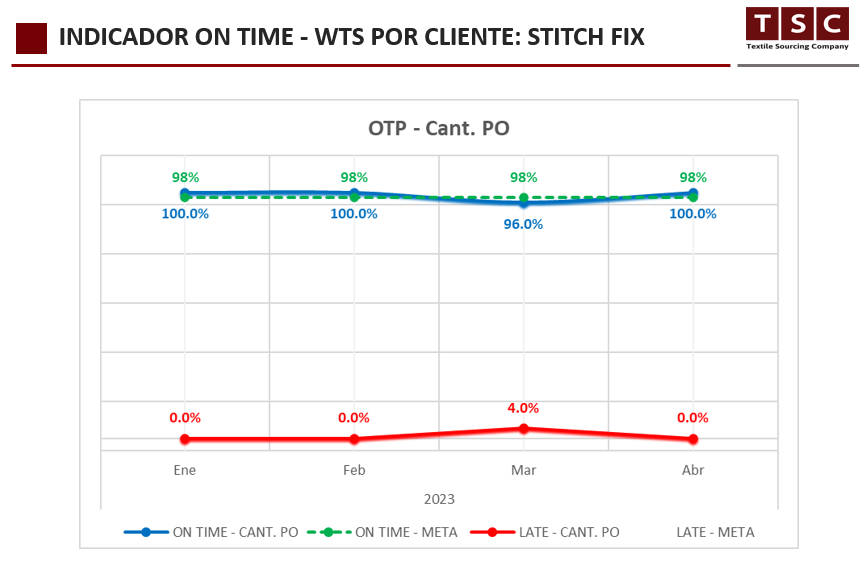 INDICADOR ON TIME - WTS POR CLIENTE: STITCH FIX
TSC
Textile Sourcing Company
OTP - Cant. PO
98% 98% 98% 98%
100.0% 100.0% 96.0% 100.0%
0.0% 0.0% 4.0% 0.0%
Ene Feb Mar Abr
2023
ON TIME - CANT. PO ON TIME - META LATE - CANT. PO LATE - META